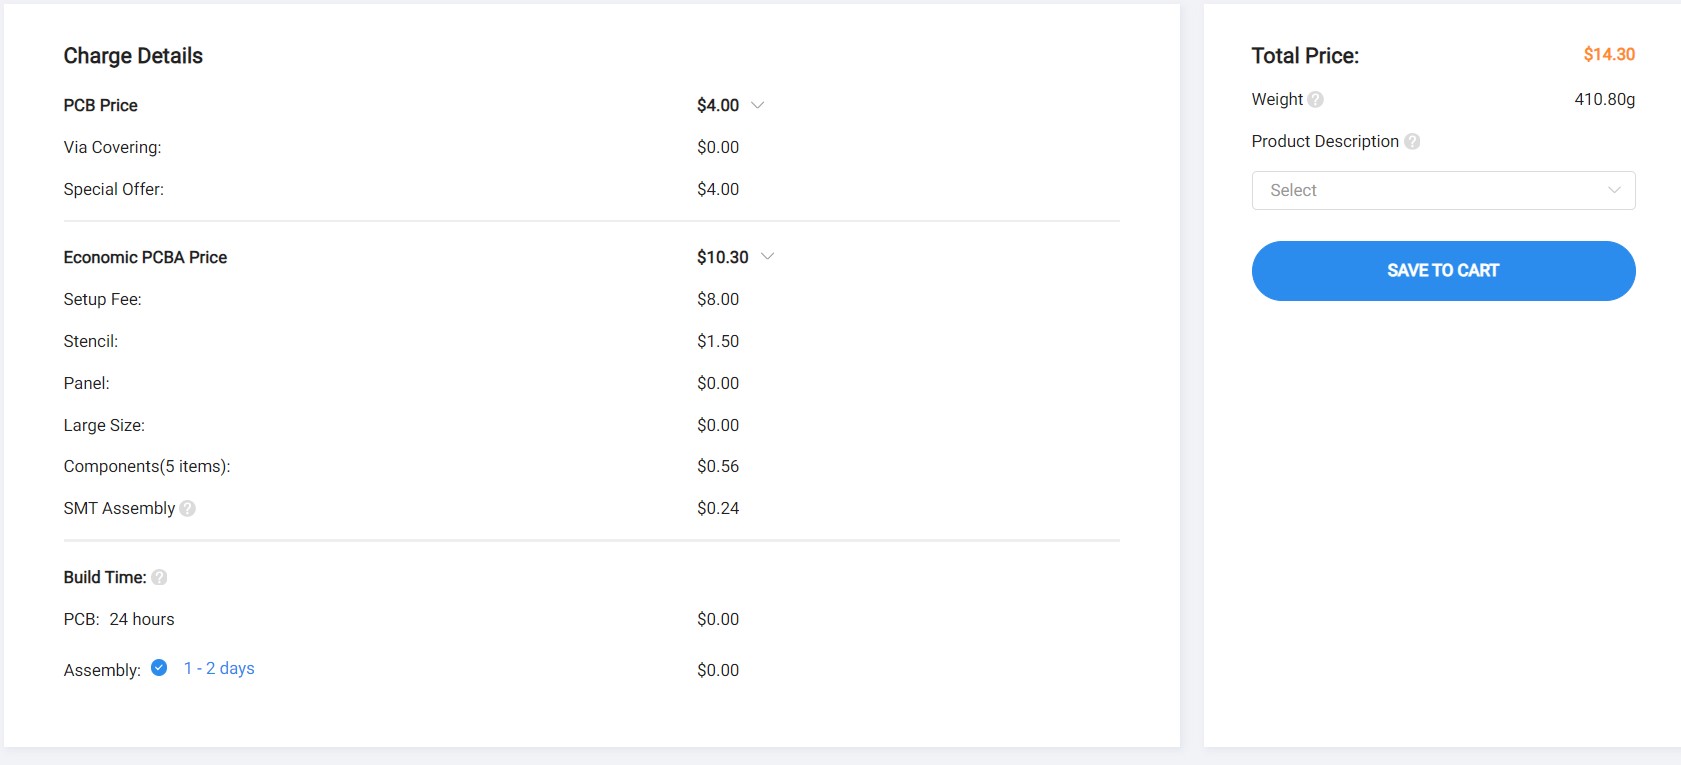 Charge Details
PCB Price $4.00
Via Covering: $0.00
Special Offer: $4.00
Economic PCBA Price $10.30
Setup Fee: $8.00
Stencil: $1.50
Panel: $0.00
Large Size: $0.00
Components(5 items): $0.56
SMT Assembly ? $0.24
Build Time: ?
PCB: 24 hours $0.00
Assembly: 1 - 2 days $0.00
Total Price: $14.30
Weight ? 410.80g
Product Description ?
Select
SAVE TO CART